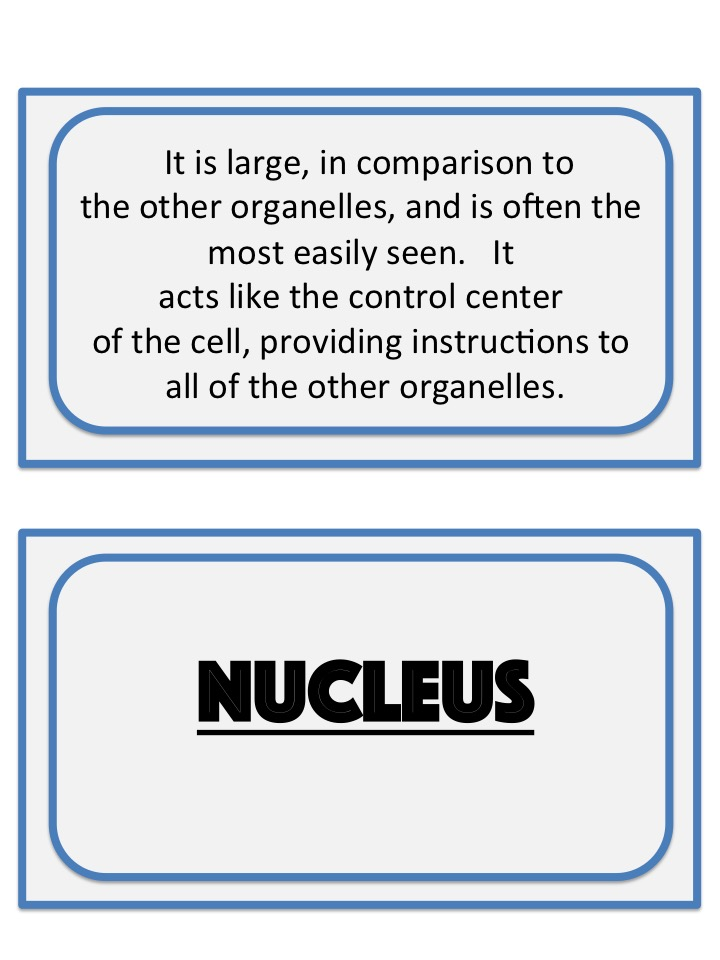 It is large, in comparison to
the other organelles, and is often the
most easily seen.   It
acts like the control center
of the cell, providing instructions to
all of the other organelles.
NUCLEUS